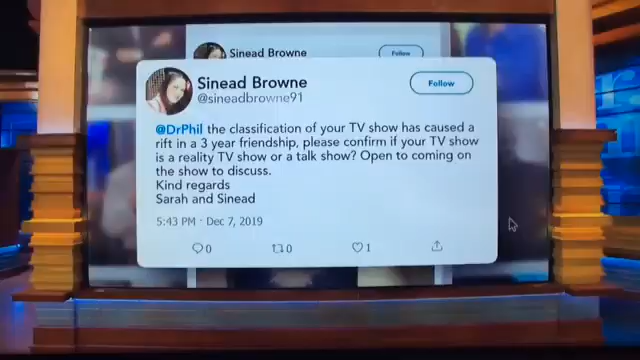 Sinead Browne
Follow
Sinead Browne
@sineadbrowne91
Follow
@DrPhil the classification of your TV show has caused a
rift in a 3 year friendship, please confirm if your TV show
is a reality TV show or a talk show? Open to coming on
the show to discuss.
Kind regards
Sarah and Sinead
5:43 PM · Dec 7, 2019
0
0
1